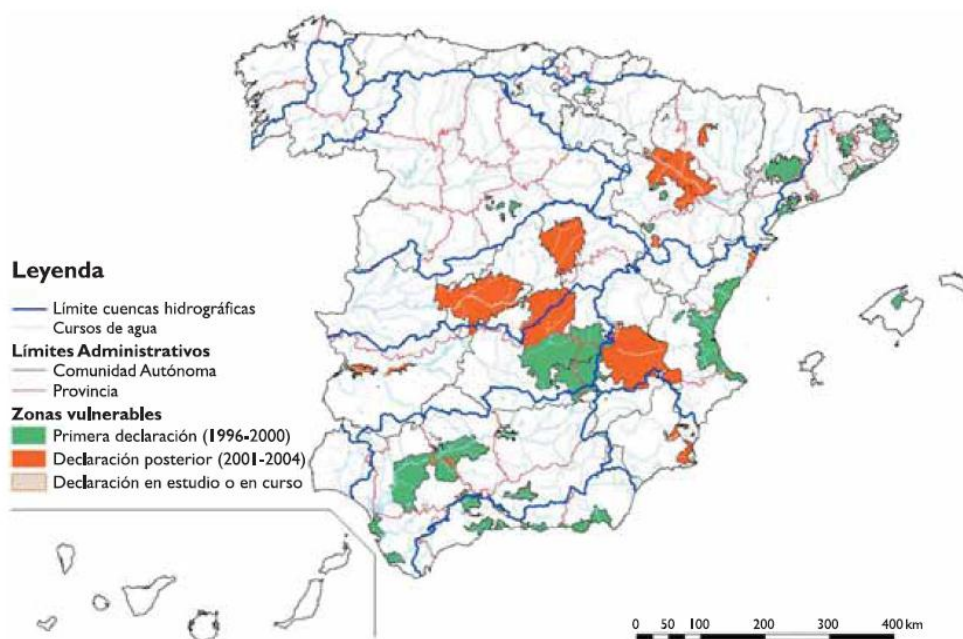 Leyenda
Límite cuencas hidrográficas
Cursos de agua
Límites Administrativos
Comunidad Autónoma
Provincia
Zonas vulnerables
Primera declaración (1996-2000)
Declaración posterior (2001-2004)
Declaración en estudio o en curso
0 50 100 200 300 400 km